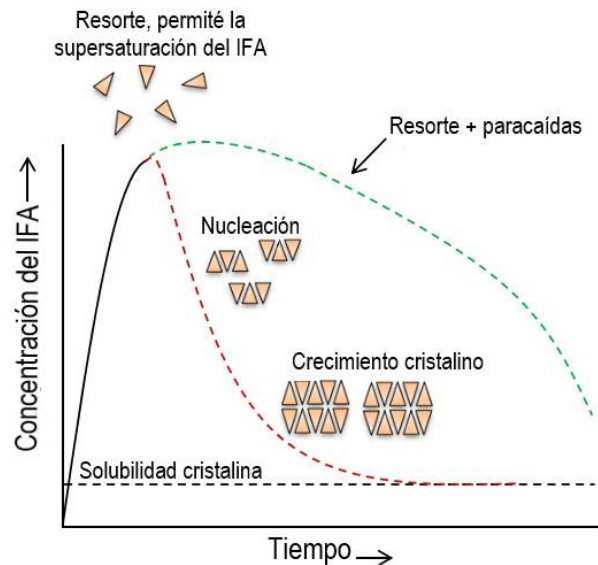 Resorte, permité la
supersaturación del IFA
Resorte + paracaídas
Nucleación
Crecimiento cristalino
Solubilidad cristalina
Concentración del IFA
Tiempo